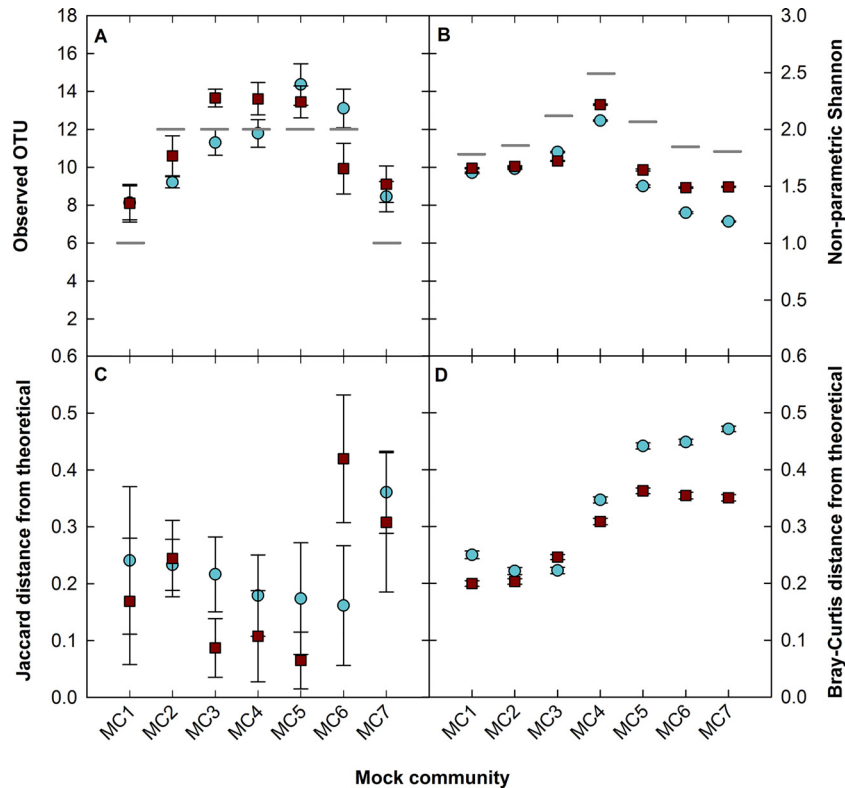 A
B
18
16
14
12
10
8
6
4
2
0.6
Observed OTU
3.0
2.5
2.0
1.5
1.0
0.5
0.6
Non-parametric Shannon
C
D
0.5
0.4
0.3
0.2
0.1
0.0
Jaccard distance from theoretical
0.5
0.4
0.3
0.2
0.1
0.0
Bray-Curtis distance from theoretical
MC1 MC2 MC3 MC4 MC5 MC6 MC7
MC1 MC2 MC3 MC4 MC5 MC6 MC7
Mock community